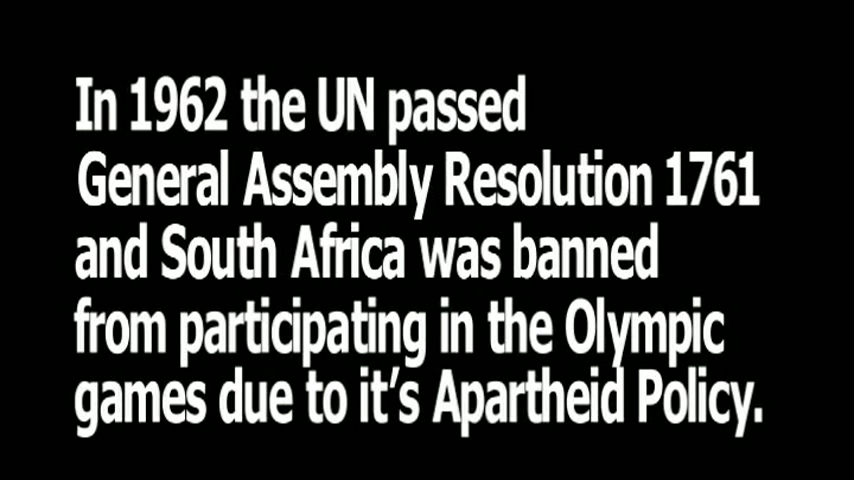 In 1962 the UN passed
General Assembly Resolution 1761
and South Africa was banned
from participating in the Olympic
games due to it’s Apartheid Policy.